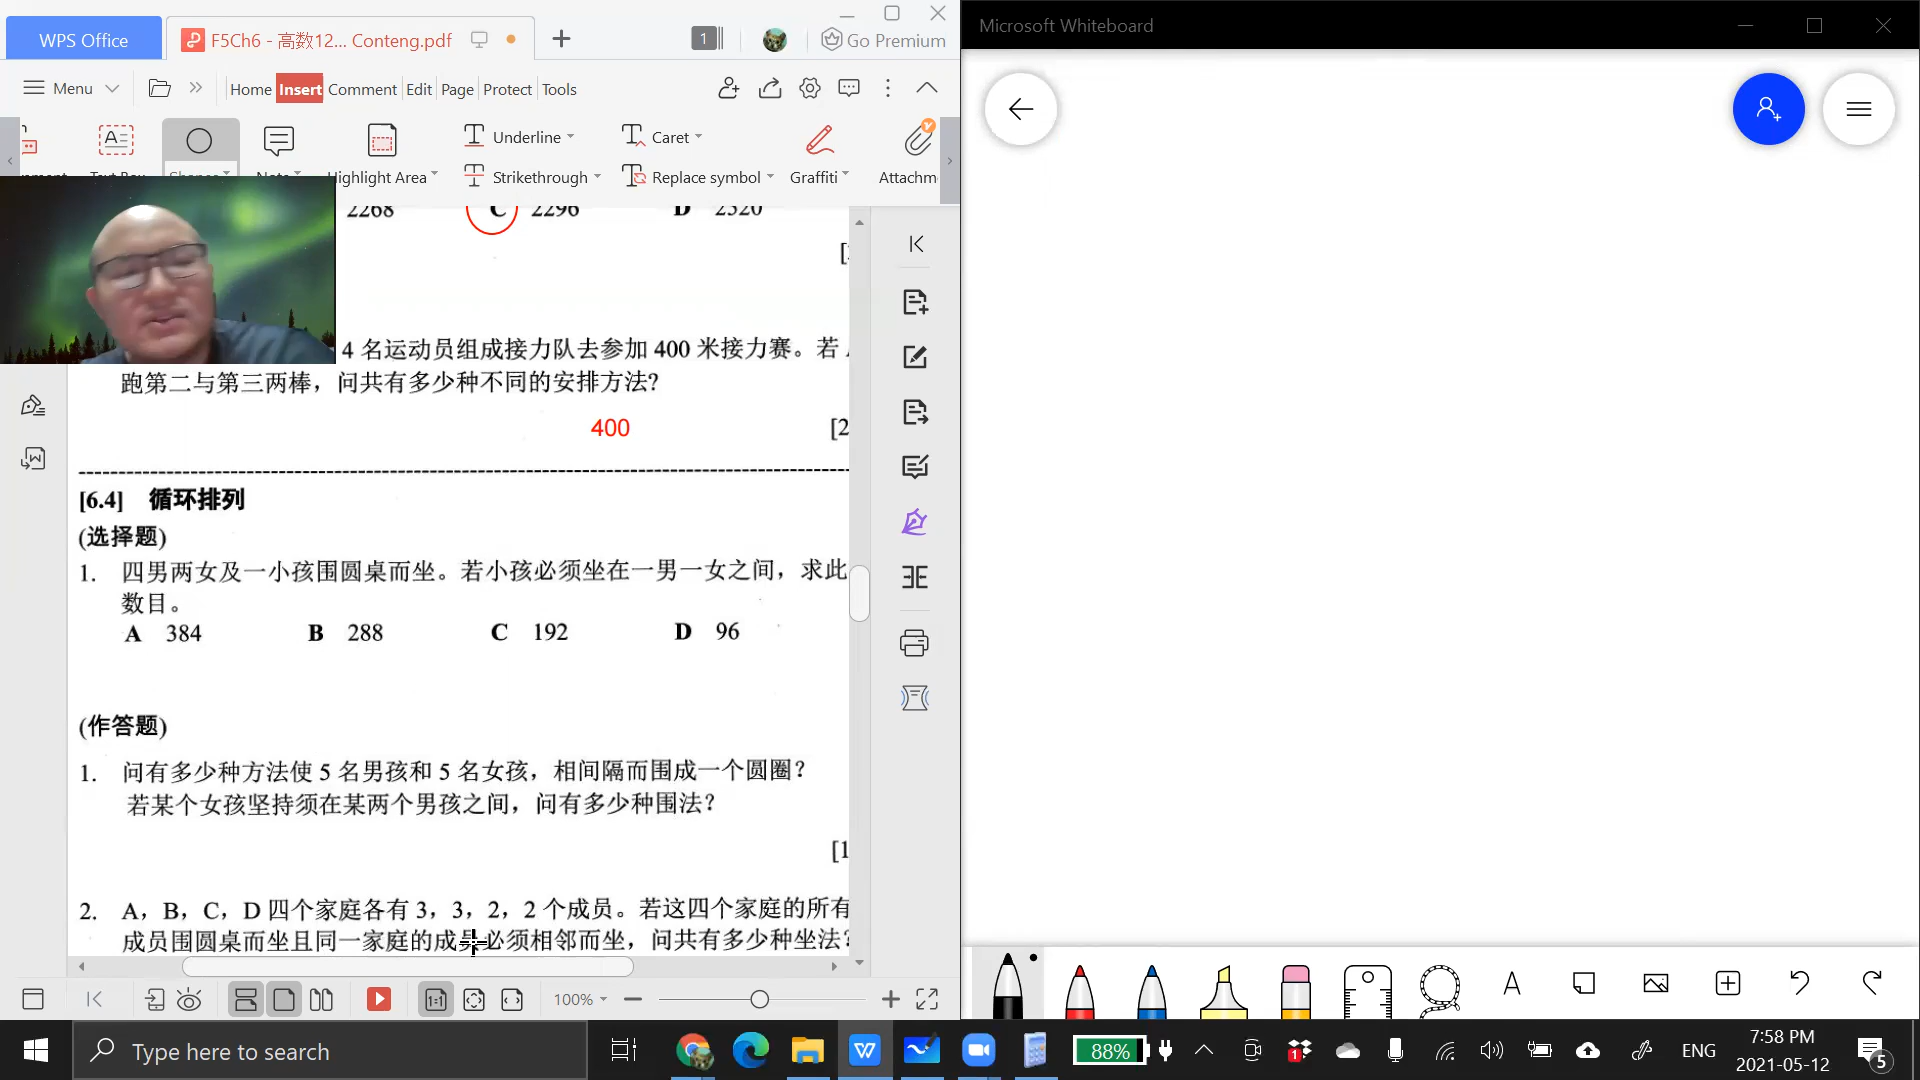 WPS Office
F5Ch6 - 高数12... Conteng.pdf
1
Go Premium
Microsoft Whiteboard
Menu
Home Insert Comment Edit Page Protect Tools
Underline
Caret
Strikethrough
Replace symbol
Highlight Area
Graffiti
Attachm
2268 C 2296 D 2320
4 名运动员组成接力队去参加 400 米接力赛。若
跑第二与第三两棒，问共有多少种不同的安排方法?
400
[2
[6.4] 循环排列
(选择题)
1. 四男两女及一小孩围圆桌而坐。若小孩必须坐在一男一女之间，求此
数目。
A 384 B 288 C 192 D 96
(作答题)
1. 问有多少种方法使 5 名男孩和 5 名女孩，相间隔而围成一个圆圈?
若某个女孩坚持须在某两个男孩之间，问有多少种围法?
[1
2. A，B，C，D 四个家庭各有 3，3，2，2 个成员。若这四个家庭的所有
成员围圆桌而坐且同一家庭的成员必须相邻而坐，问共有多少种坐法?
100%
Type here to search
88%
ENG
7:58 PM
2021-05-12
5